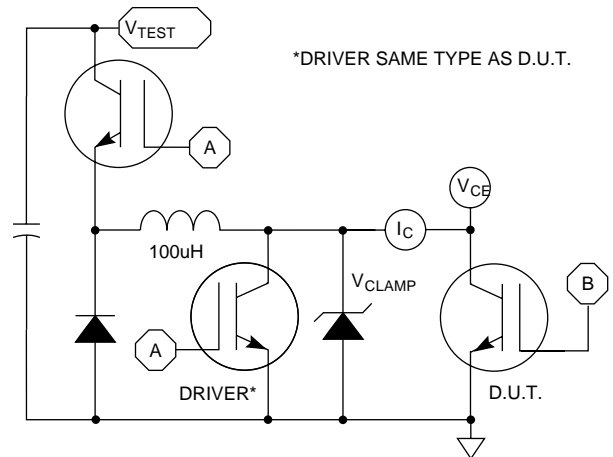 VTEST
*DRIVER SAME TYPE AS D.U.T.
A
VCE
100uH
IC
VCLAMP
B
A
DRIVER*
D.U.T.